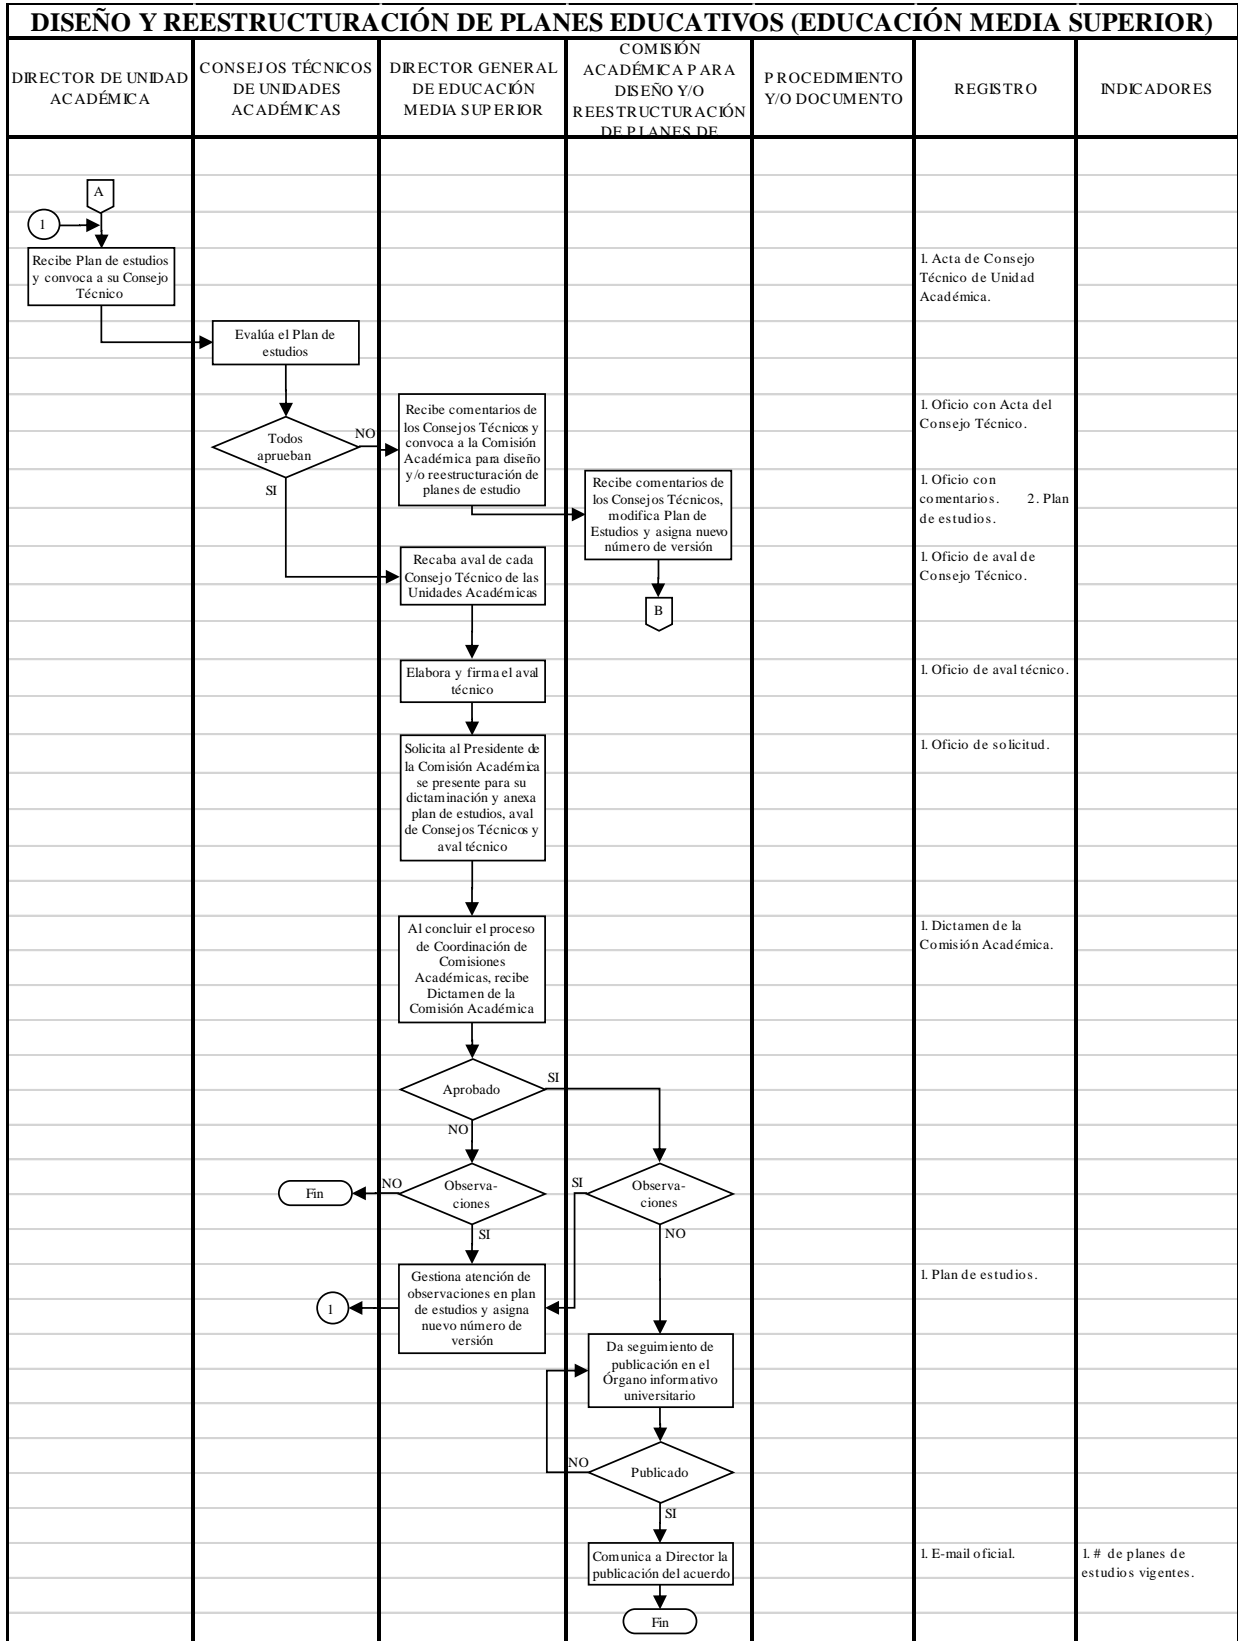 DISEÑO Y REESTRUCTURACIÓN DE PLANES EDUCATIVOS (EDUCACIÓN MEDIA SUPERIOR)
DIRECTOR DE UNIDAD
ACADÉMICA
CONSEJOS TÉCNICOS
DE UNIDADES
ACADÉMICAS
DIRECTOR GENERAL
DE EDUCACIÓN
MEDIA SUPERIOR
COMISIÓN
ACADÉMICA PARA
DISEÑO Y/O
REESTRUCTURACIÓN
DE PLANES DE
PROCEDIMIENTO
Y/O DOCUMENTO
REGISTRO
INDICADORES
A
1
Recibe Plan de estudios
y convoca a su Consejo
Técnico
1. Acta de Consejo
Técnico de Unidad
Académica.
Evalúa el Plan de
estudios
Todos
aprueban
NO
SI
Recibe comentarios de
los Consejos Técnicos y
convoca a la Comisión
Académica para diseño
y/o reestructuración de
planes de estudio
1. Oficio con Acta del
Consejo Técnico.
Recibe comentarios de
los Consejos Técnicos,
modifica Plan de
Estudios y asigna nuevo
número de versión
1. Oficio con
comentarios. 2. Plan
de estudios.
Recaba aval de cada
Consejo Técnico de las
Unidades Académicas
1. Oficio de aval de
Consejo Técnico.
B
Elabora y firma el aval
técnico
1. Oficio de aval técnico.
Solicita al Presidente de
la Comisión Académica
se presente para su
dictaminación y anexa
plan de estudios, aval
de Consejos Técnicos y
aval técnico
1. Oficio de solicitud.
Al concluir el proceso
de Coordinación de
Comisiones
Académicas, recibe
Dictamen de la
Comisión Académica
1. Dictamen de la
Comisión Académica.
Aprobado
SI
NO
Fin
NO
Observa-
ciones
SI
SI
Observa-
ciones
NO
1
Gestiona atención de
observaciones en plan
de estudios y asigna
nuevo número de
versión
1. Plan de estudios.
Da seguimiento de
publicación en el
Órgano informativo
universitario
NO
Publicado
SI
Comunica a Director la
publicación del acuerdo
1. E-mail oficial.
1. # de planes de
estudios vigentes.
Fin